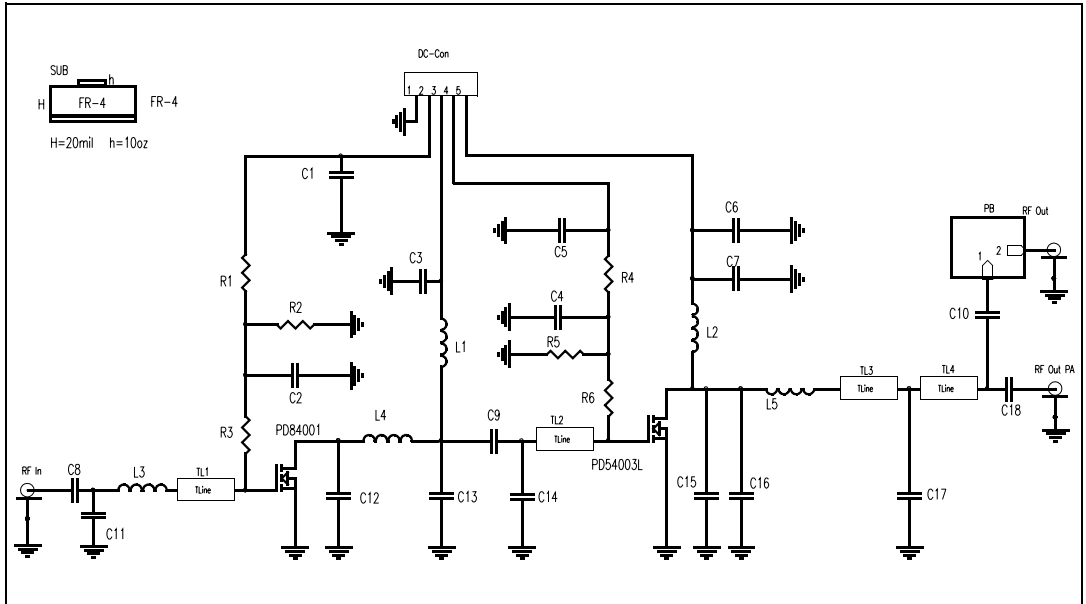 DC-Con
SUB
h
1 2 3 4 5
H FR-4 FR-4
H=20mil h=10oz
C1
PB RF Out
C6
C5
2
C3
C7
1
R1
R4
C4
C10
R2
R5
L2
L1
RF Out PA
TL3 TL4
TLine TLine
C2
L5
R6
C18
L4
C9
TL2
R3
PD84001
TLine
PD54003L
RF In
C8
L3
TL1
TLine
C12
C13
C14
C15
C16
C17
C11